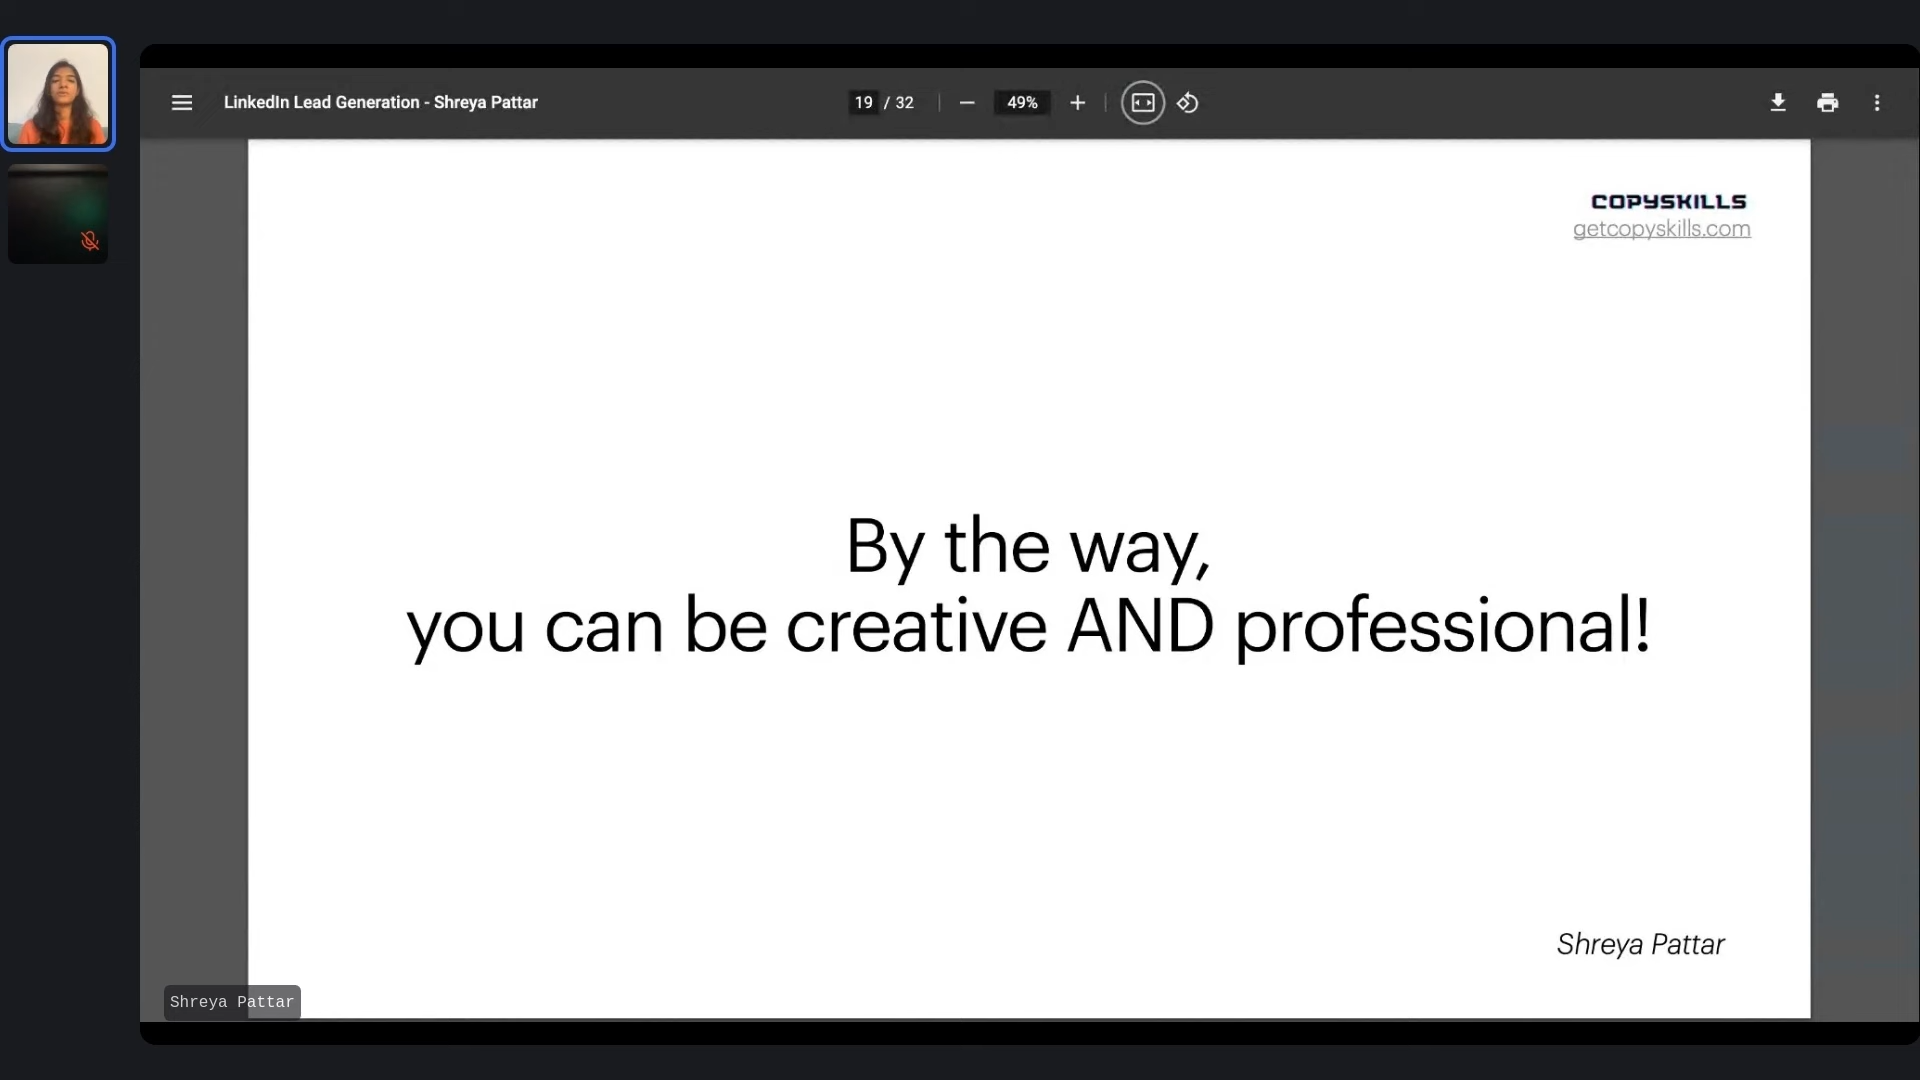 LinkedIn Lead Generation - Shreya Pattar
19 / 32
49%
COPYSKILLS
getcopyskills.com
By the way,
you can be creative AND professional!
Shreya Pattar
Shreya Pattar